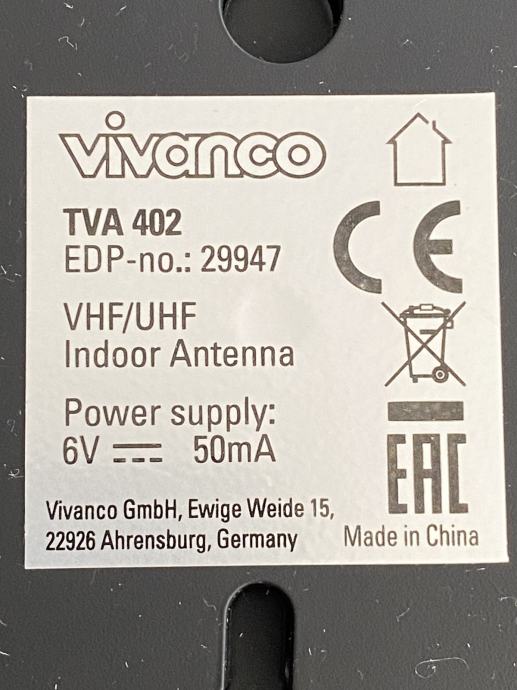 vivanco
TVA 402
EDP-no.: 29947
CE
VHF/UHF
Indoor Antenna
Power supply:
6V ⎓ 50mA
EAC
Vivanco GmbH, Ewige Weide 15,
22926 Ahrensburg, Germany
Made in China